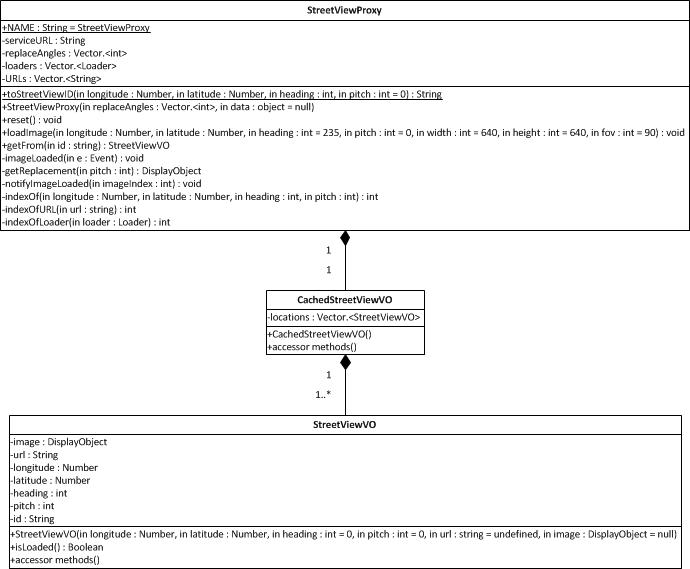 StreetViewProxy
+NAME : String = StreetViewProxy
-serviceURL : String
-replaceAngles : Vector.<int>
-loaders : Vector.<Loader>
-URLs : Vector.<String>
+toStreetViewID(in longitude : Number, in latitude : Number, in heading : int, in pitch : int = 0) : String
+StreetViewProxy(in replaceAngles : Vector.<int>, in data : object = null)
+reset() : void
+loadImage(in longitude : Number, in latitude : Number, in heading : int = 235, in pitch : int = 0, in width : int = 640, in height : int = 640, in fov : int = 90) : void
+getFrom(in id : string) : StreetViewVO
-imageLoaded(in e : Event) : void
-getReplacement(in pitch : int) : DisplayObject
-notifyImageLoaded(in imageIndex : int) : void
-indexOf(in longitude : Number, in latitude : Number, in heading : int, in pitch : int) : int
-indexOfURL(in url : string) : int
-indexOfLoader(in loader : Loader) : int
1
1
CachedStreetViewVO
-locations : Vector.<StreetViewVO>
+CachedStreetViewVO()
+accessor methods()
1
1..*
StreetViewVO
-image : DisplayObject
-url : String
-longitude : Number
-latitude : Number
-heading : int
-pitch : int
-id : String
+StreetViewVO(in longitude : Number, in latitude : Number, in heading : int = 0, in pitch : int = 0, in url : string = undefined, in image : DisplayObject = null)
+isLoaded() : Boolean
+accessor methods()